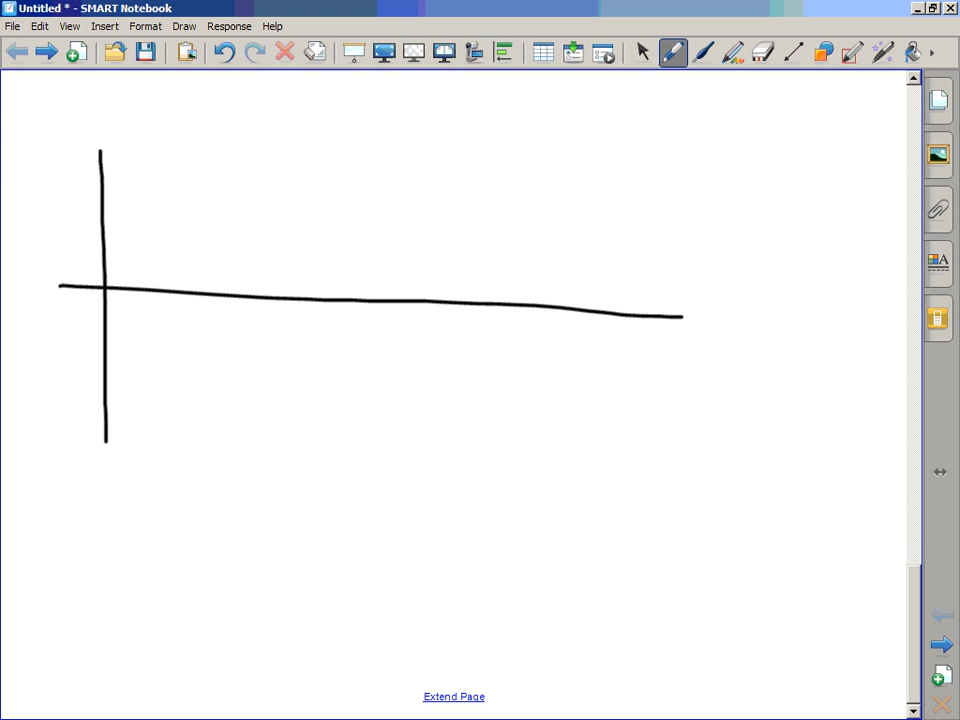 Untitled * - SMART Notebook
File Edit View Insert Format Draw Response Help
Extend Page